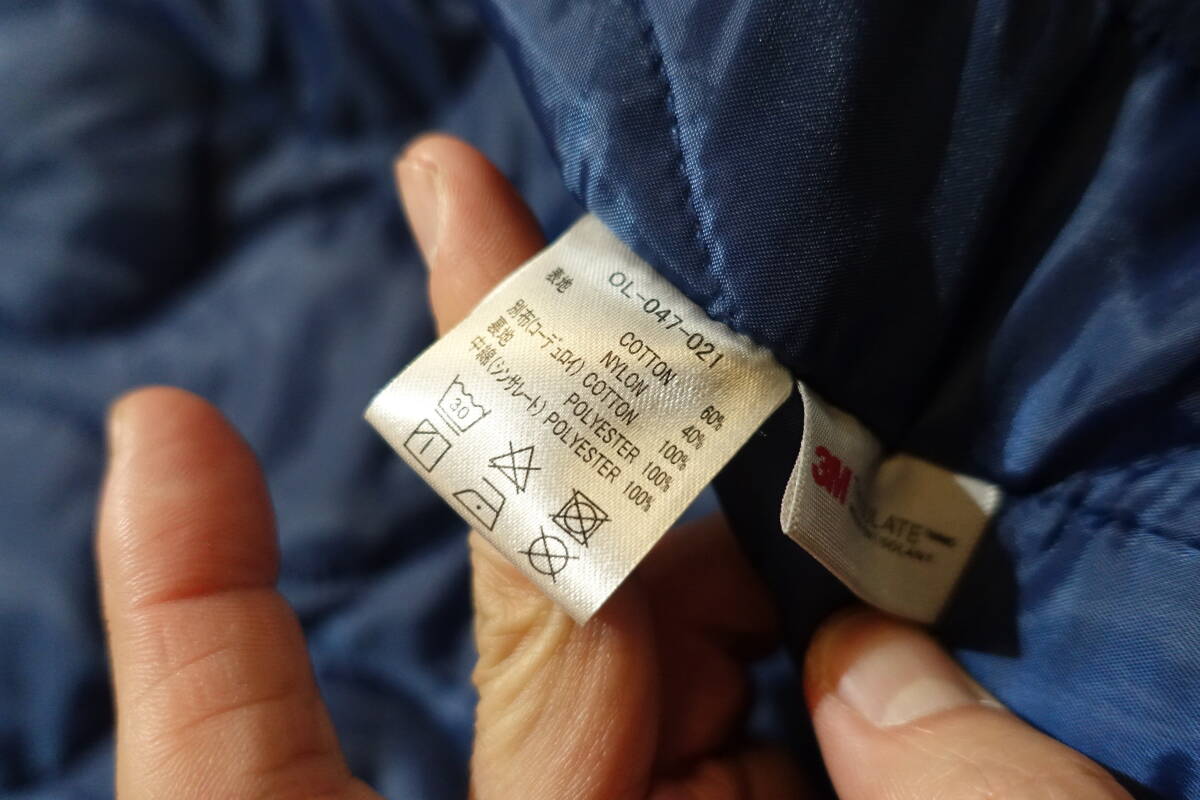 OL-047-021
表地 COTTON 60%
NYLON 40%
別布(コーデュロイ) COTTON 100%
裏地 POLYESTER 100%
中綿(シンサレート) POLYESTER 100%
30
3M